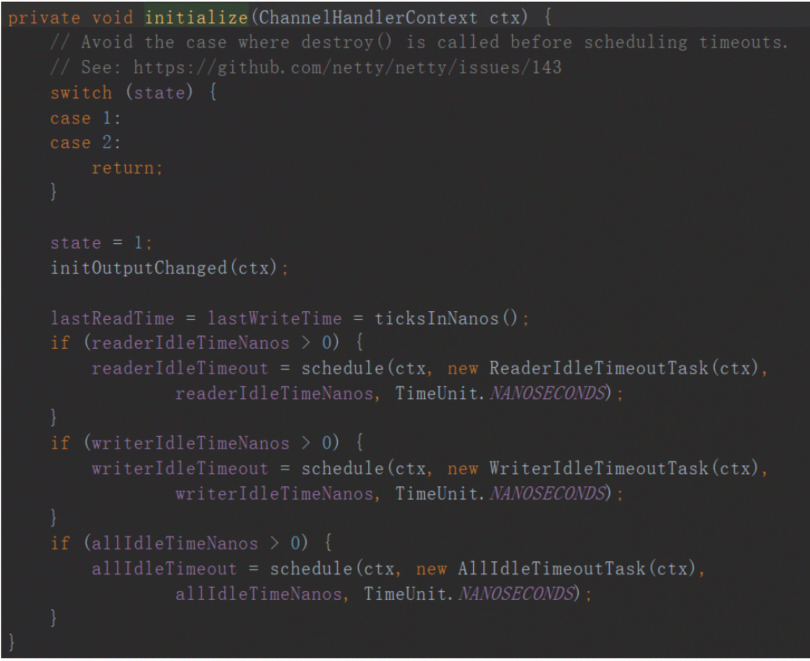 private void initialize(ChannelHandlerContext ctx) {
    // Avoid the case where destroy() is called before scheduling timeouts.
    // See: https://github.com/netty/netty/issues/143
    switch (state) {
    case 1:
    case 2:
        return;
    }

    state = 1;
    initOutputChanged(ctx);

    lastReadTime = lastWriteTime = ticksInNanos();
    if (readerIdleTimeNanos > 0) {
        readerIdleTimeout = schedule(ctx, new ReaderIdleTimeoutTask(ctx),
                readerIdleTimeNanos, TimeUnit.NANOSECONDS);
    }
    if (writerIdleTimeNanos > 0) {
        writerIdleTimeout = schedule(ctx, new WriterIdleTimeoutTask(ctx),
                writerIdleTimeNanos, TimeUnit.NANOSECONDS);
    }
    if (allIdleTimeNanos > 0) {
        allIdleTimeout = schedule(ctx, new AllIdleTimeoutTask(ctx),
                allIdleTimeNanos, TimeUnit.NANOSECONDS);
    }
}